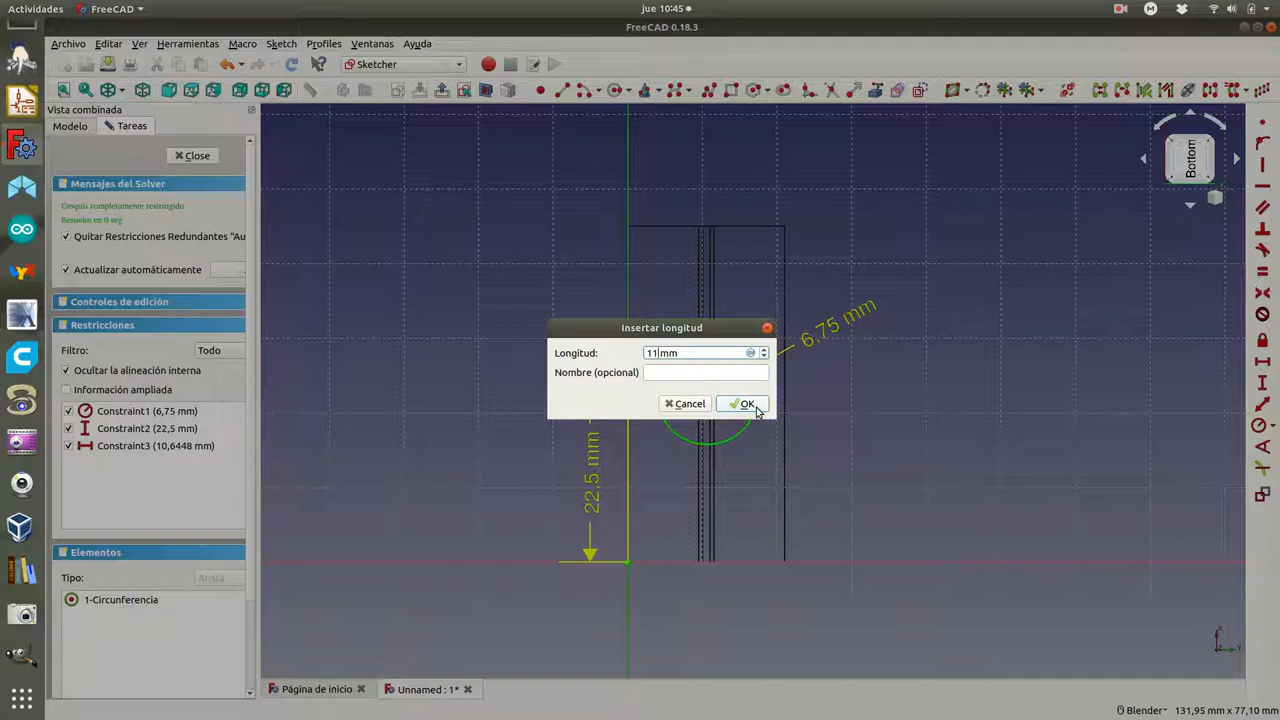 Actividades
FreeCAD
jue 10:45
FreeCAD 0.18.3
Archivo
Editar
Ver
Herramientas
Macro
Sketch
Profiles
Ventanas
Ayuda
Sketcher
Vista combinada
Modelo
Tareas
Close
Mensajes del Solver
Croquis completamente restringido
Resuelto en 0 seg
Quitar Restricciones Redundantes "Au
Actualizar automáticamente
Controles de edición
Restricciones
Filtro:
Todo
Ocultar la alineación interna
Información ampliada
Constraint1 (6,75 mm)
Constraint2 (22,5 mm)
Constraint3 (10,6448 mm)
Elementos
Tipo:
Arista
1-Circunferencia
Bottom
6,75 mm
22,5 mm
Insertar longitud
Longitud:
11 mm
Nombre (opcional)
Cancel
OK
Página de inicio
Unnamed : 1*
Blender
131,95 mm x 77,10 mm